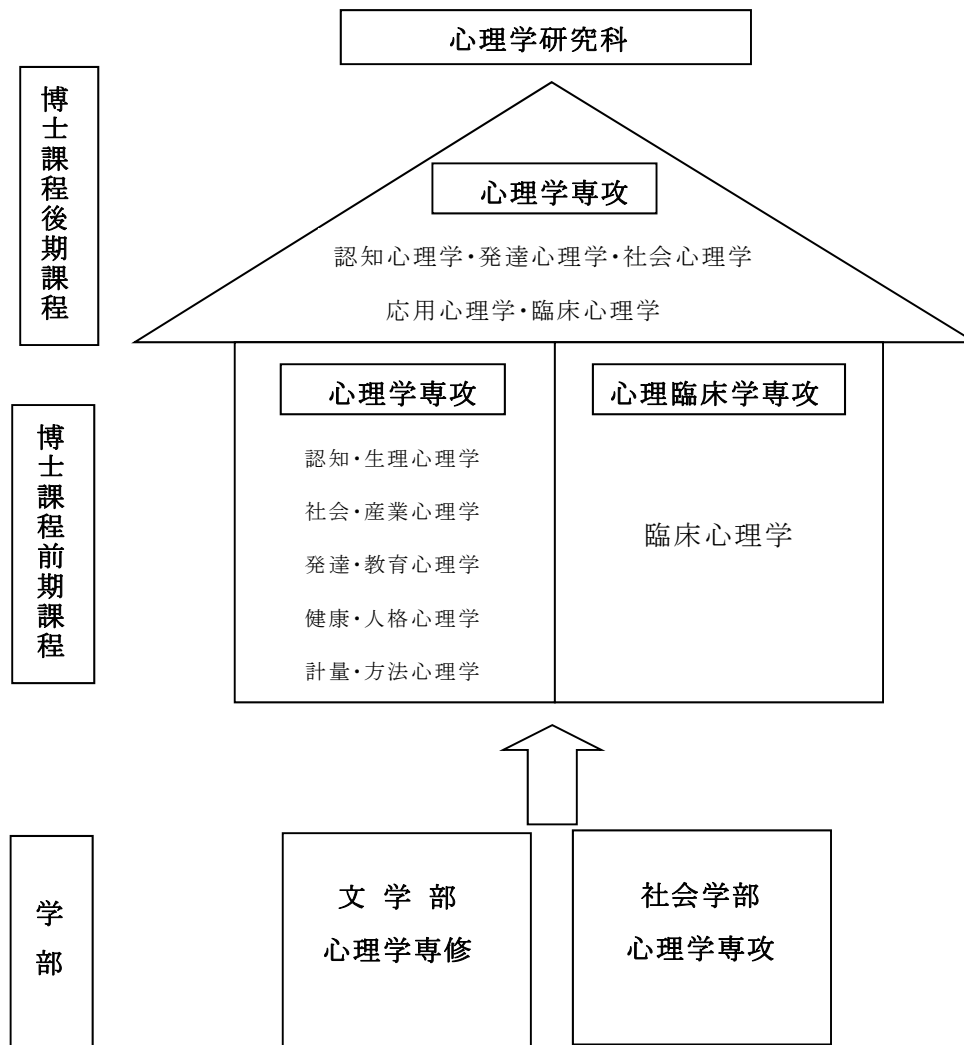 心理学研究科
博士課程後期課程
心理学専攻
認知心理学・発達心理学・社会心理学
応用心理学・臨床心理学
博士課程前期課程
心理学専攻
認知・生理心理学
社会・産業心理学
発達・教育心理学
健康・人格心理学
計量・方法心理学
心理臨床学専攻
臨床心理学
学部
文学部
心理学専修
社会学部
心理学専攻